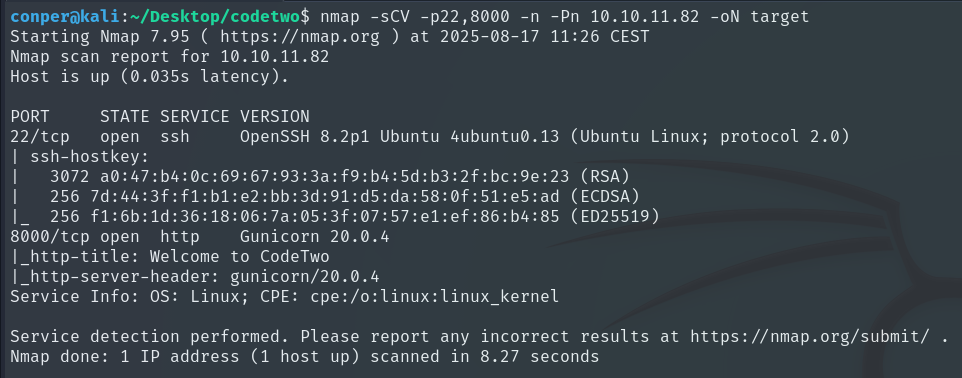 conper@kali:~/Desktop/codetwo$ nmap -sCV -p22,8000 -n -Pn 10.10.11.82 -oN target
Starting Nmap 7.95 ( https://nmap.org ) at 2025-08-17 11:26 CEST
Nmap scan report for 10.10.11.82
Host is up (0.035s latency).

PORT     STATE SERVICE VERSION
22/tcp   open  ssh     OpenSSH 8.2p1 Ubuntu 4ubuntu0.13 (Ubuntu Linux; protocol 2.0)
| ssh-hostkey:
|   3072 a0:47:b4:0c:69:67:93:3a:f9:b4:5d:b3:2f:bc:9e:23 (RSA)
|   256 7d:44:3f:f1:b1:e2:bb:3d:91:d5:da:58:0f:51:e5:ad (ECDSA)
|_  256 f1:6b:1d:36:18:06:7a:05:3f:07:57:e1:ef:86:b4:85 (ED25519)
8000/tcp open  http    Gunicorn 20.0.4
|_http-title: Welcome to CodeTwo
|_http-server-header: gunicorn/20.0.4
Service Info: OS: Linux; CPE: cpe:/o:linux:linux_kernel

Service detection performed. Please report any incorrect results at https://nmap.org/submit/ .
Nmap done: 1 IP address (1 host up) scanned in 8.27 seconds